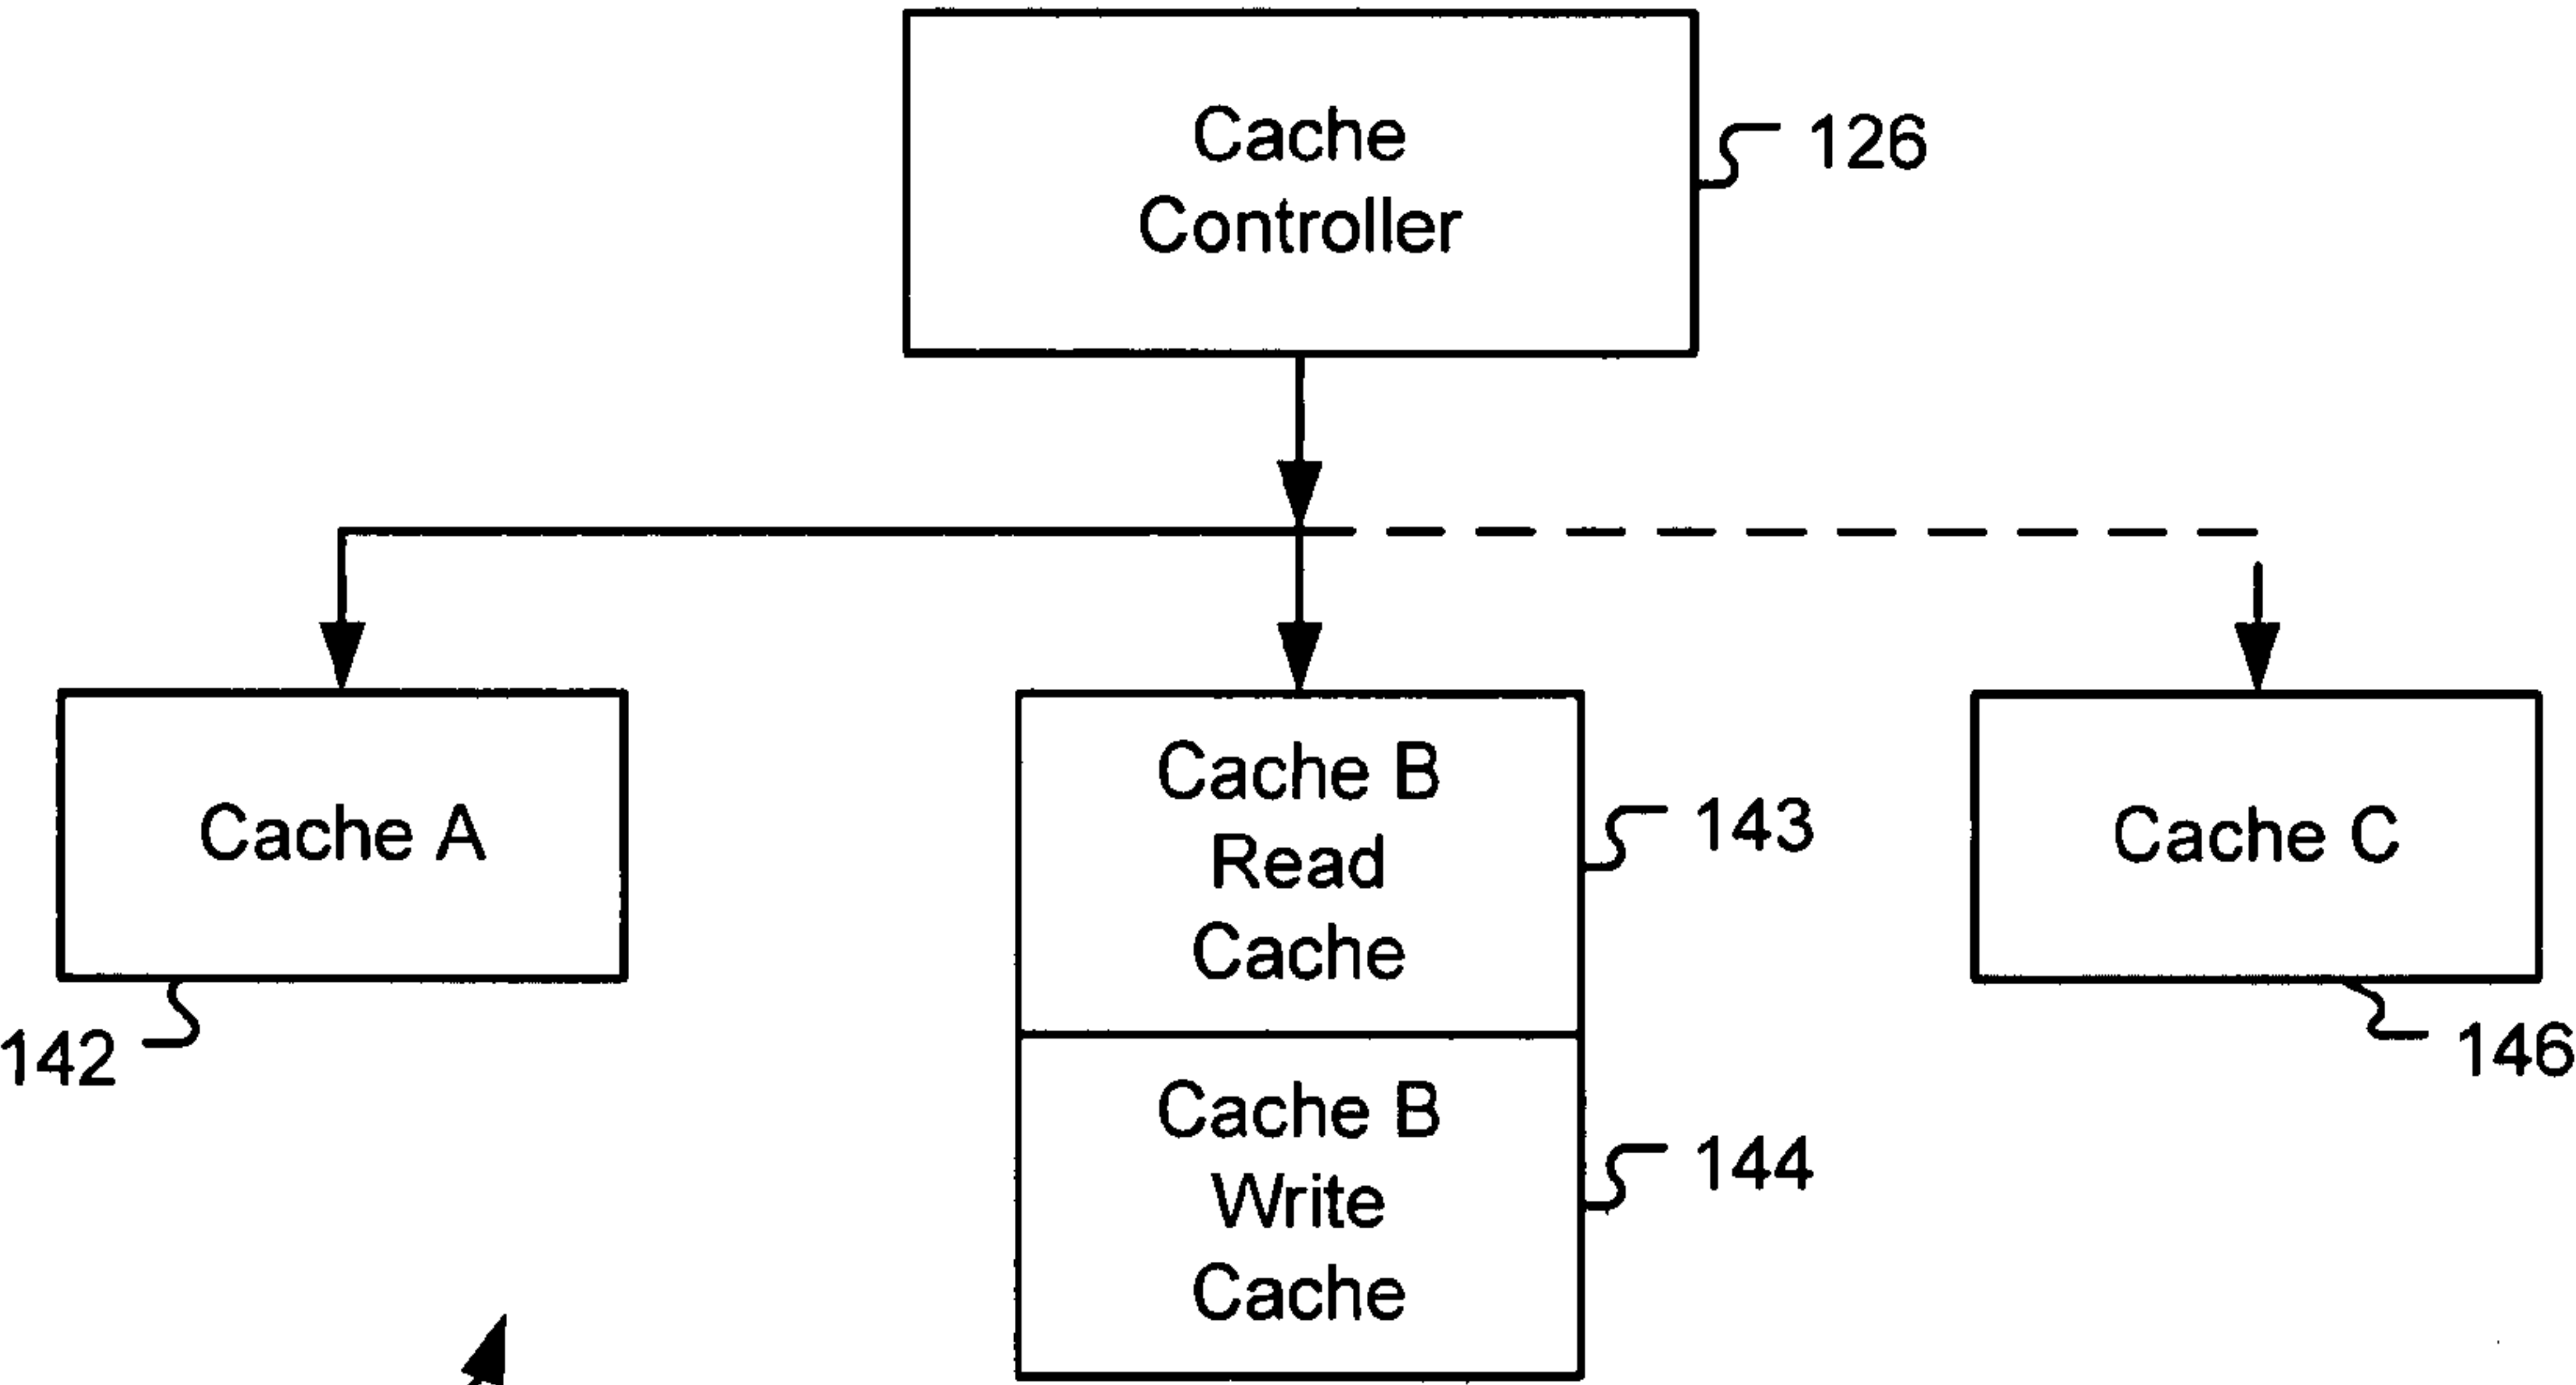 Cache
Controller
126
Cache A
142
Cache B
Read
Cache
143
Cache B
Write
Cache
144
Cache C
146